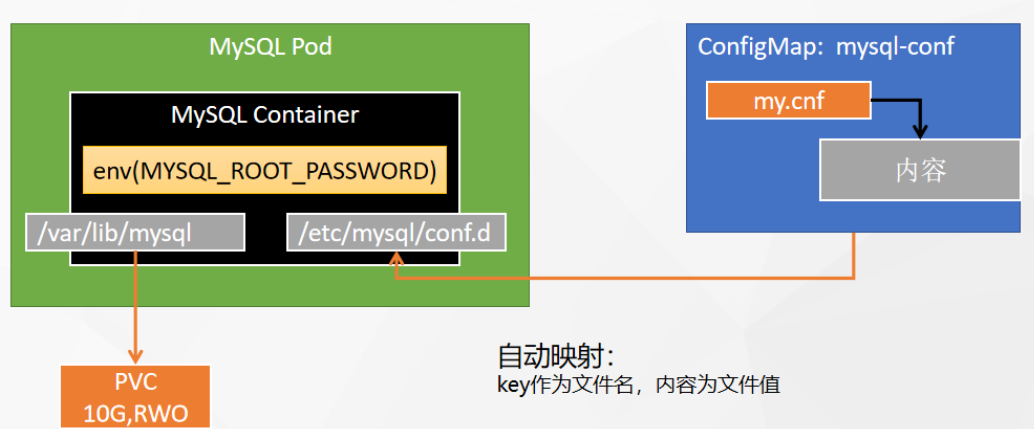 MySQL Pod
MySQL Container
env(MYSQL_ROOT_PASSWORD)
/var/lib/mysql
/etc/mysql/conf.d
PVC
10G,RWO
ConfigMap: mysql-conf
my.cnf
内容
自动映射：
key作为文件名，内容为文件值